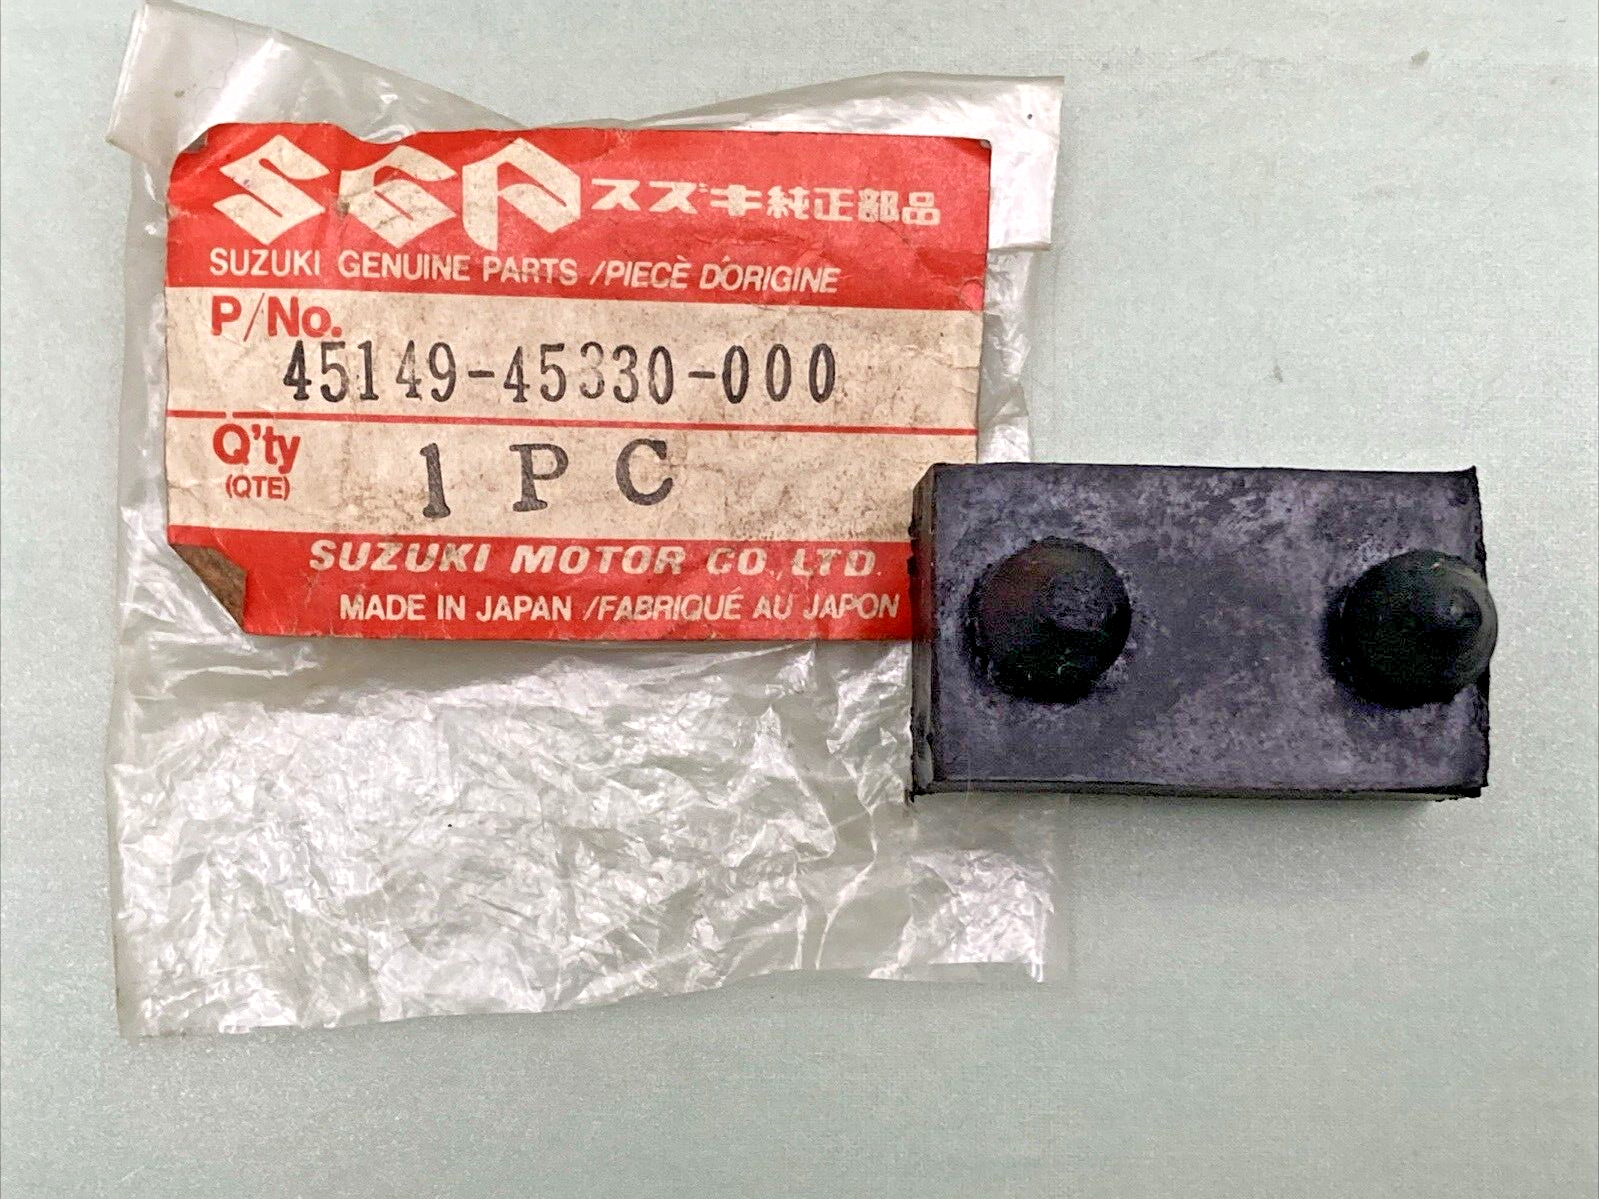 SGP スズキ純正部品
SUZUKI GENUINE PARTS /PIECÈ D'ORIGINE
P/No.
45149-45330-000
Q'ty
(QTE)
1 PC
SUZUKI MOTOR CO., LTD.
MADE IN JAPAN /FABRIQUÉ AU JAPON